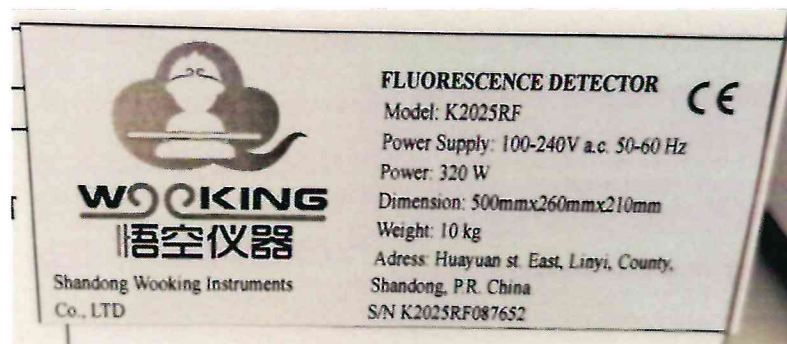 WOOKING
悟空仪器
Shandong Wooking Instruments
Co., LTD
FLUORESCENCE DETECTOR
CE
Model: K2025RF
Power Supply: 100-240V a.c. 50-60 Hz
Power: 320 W
Dimension: 500mmx260mmx210mm
Weight: 10 kg
Adress: Huayuan st. East, Linyi, County,
Shandong, PR. China
S/N K2025RF087652